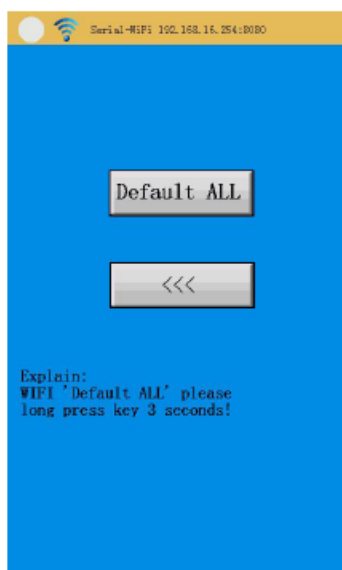 Serial-WiFi 192.168.16.254:8080
Default ALL
<<<
Explain:
WIFI 'Default ALL' please
long press key 3 seconds!